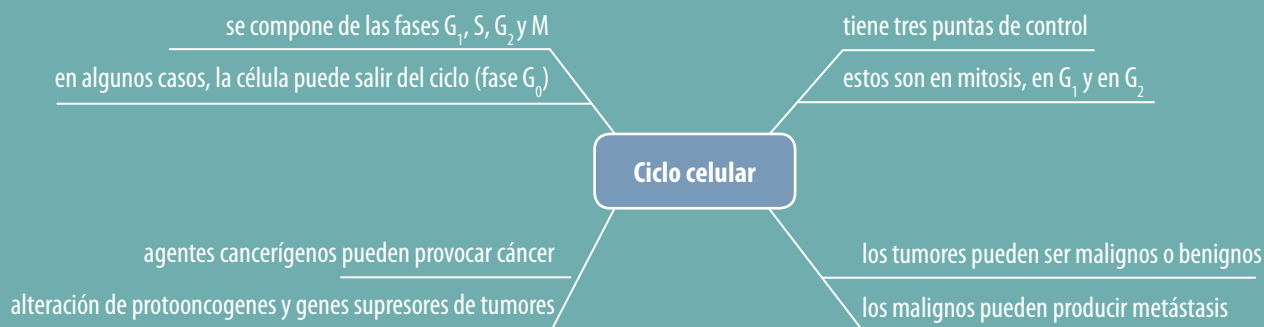 se compone de las fases G₁, S, G₂ y M
en algunos casos, la célula puede salir del ciclo (fase G₀)
tiene tres puntas de control
estos son en mitosis, en G₁ y en G₂
Ciclo celular
agentes cancerígenos pueden provocar cáncer
alteración de protooncogenes y genes supresores de tumores
los tumores pueden ser malignos o benignos
los malignos pueden producir metástasis